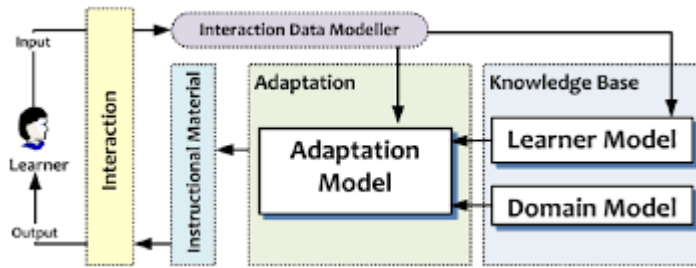 Input
Interaction Data Modeller
Adaptation
Knowledge Base
Learner
Interaction
Instructional Material
Adaptation
Model
Learner Model
Domain Model
Output